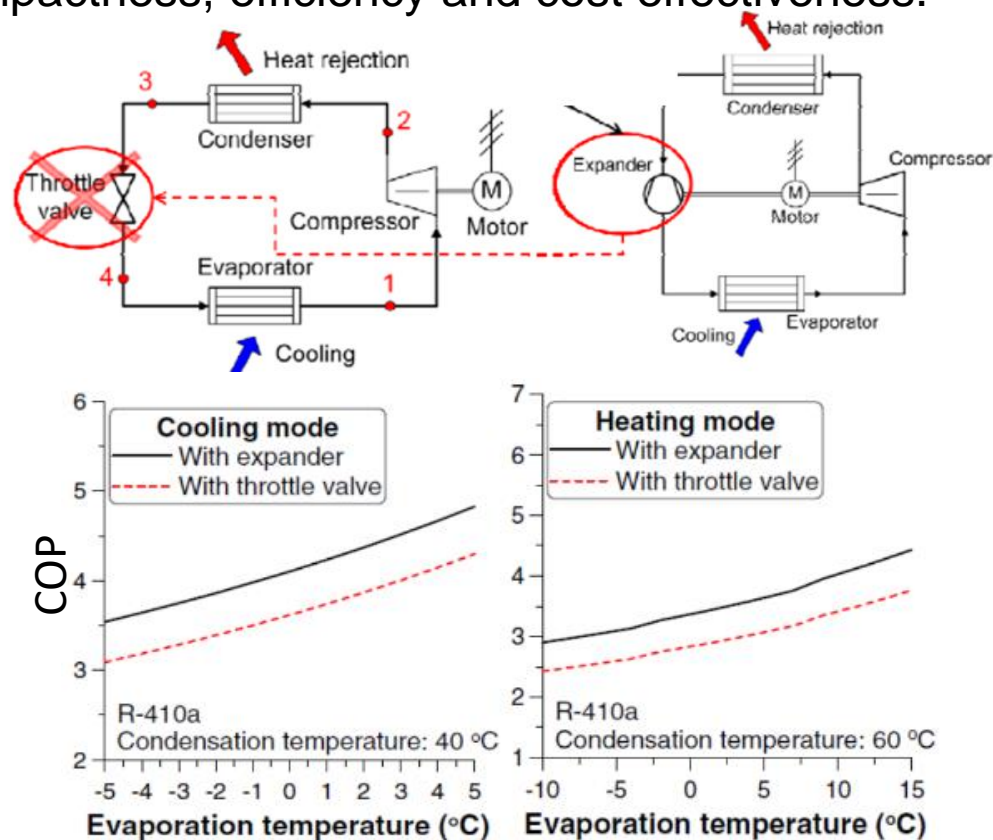 mpactness, efficiency and cost effectiveness.
Heat rejection
3
2
Condenser
Throttle
valve
Compressor
M
Motor
4
Evaporator
1
Cooling
Heat rejection
Condenser
Expander
Compressor
M
Motor
Cooling
Evaporator
COP
6
5
4
3
2
Cooling mode
With expander
With throttle valve
R-410a
Condensation temperature: 40 °C
-5 -4 -3 -2 -1 0 1 2 3 4 5
Evaporation temperature (°C)
7
6
5
4
3
2
1
Heating mode
With expander
With throttle valve
R-410a
Condensation temperature: 60 °C
-10 -5 0 5 10 15
Evaporation temperature (°C)